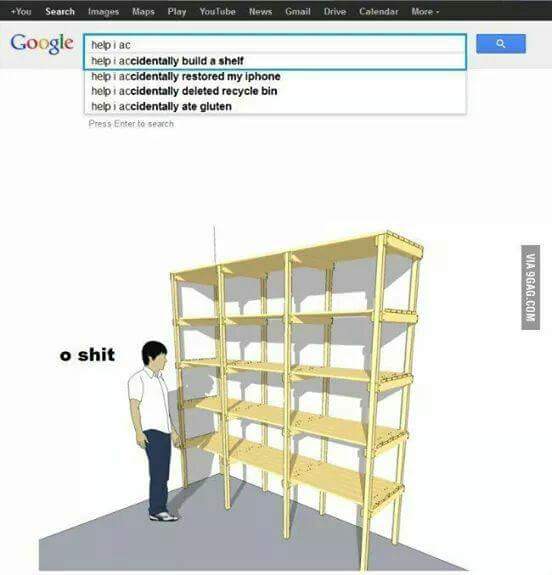 +You Search Images Maps Play YouTube News Gmail Drive Calendar More
Google help i ac
help i accidentally build a shelf
help i accidentally restored my iphone
help i accidentally deleted recycle bin
help i accidentally ate gluten
Press Enter to search
VIA 9GAG.COM
o shit